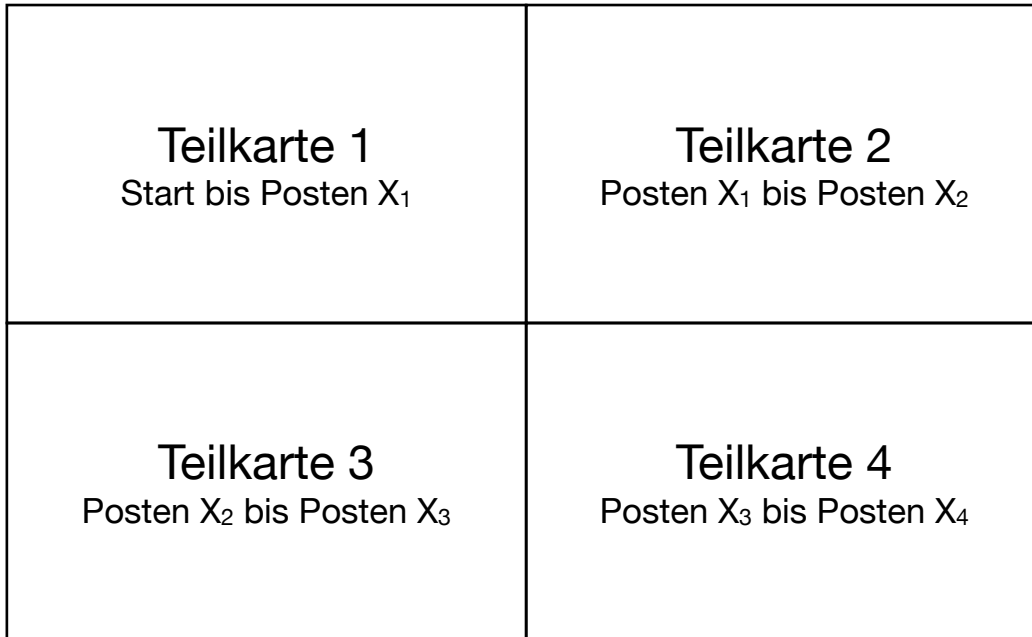 Teilkarte 1
Start bis Posten X₁
Teilkarte 2
Posten X₁ bis Posten X₂
Teilkarte 3
Posten X₂ bis Posten X₃
Teilkarte 4
Posten X₃ bis Posten X₄